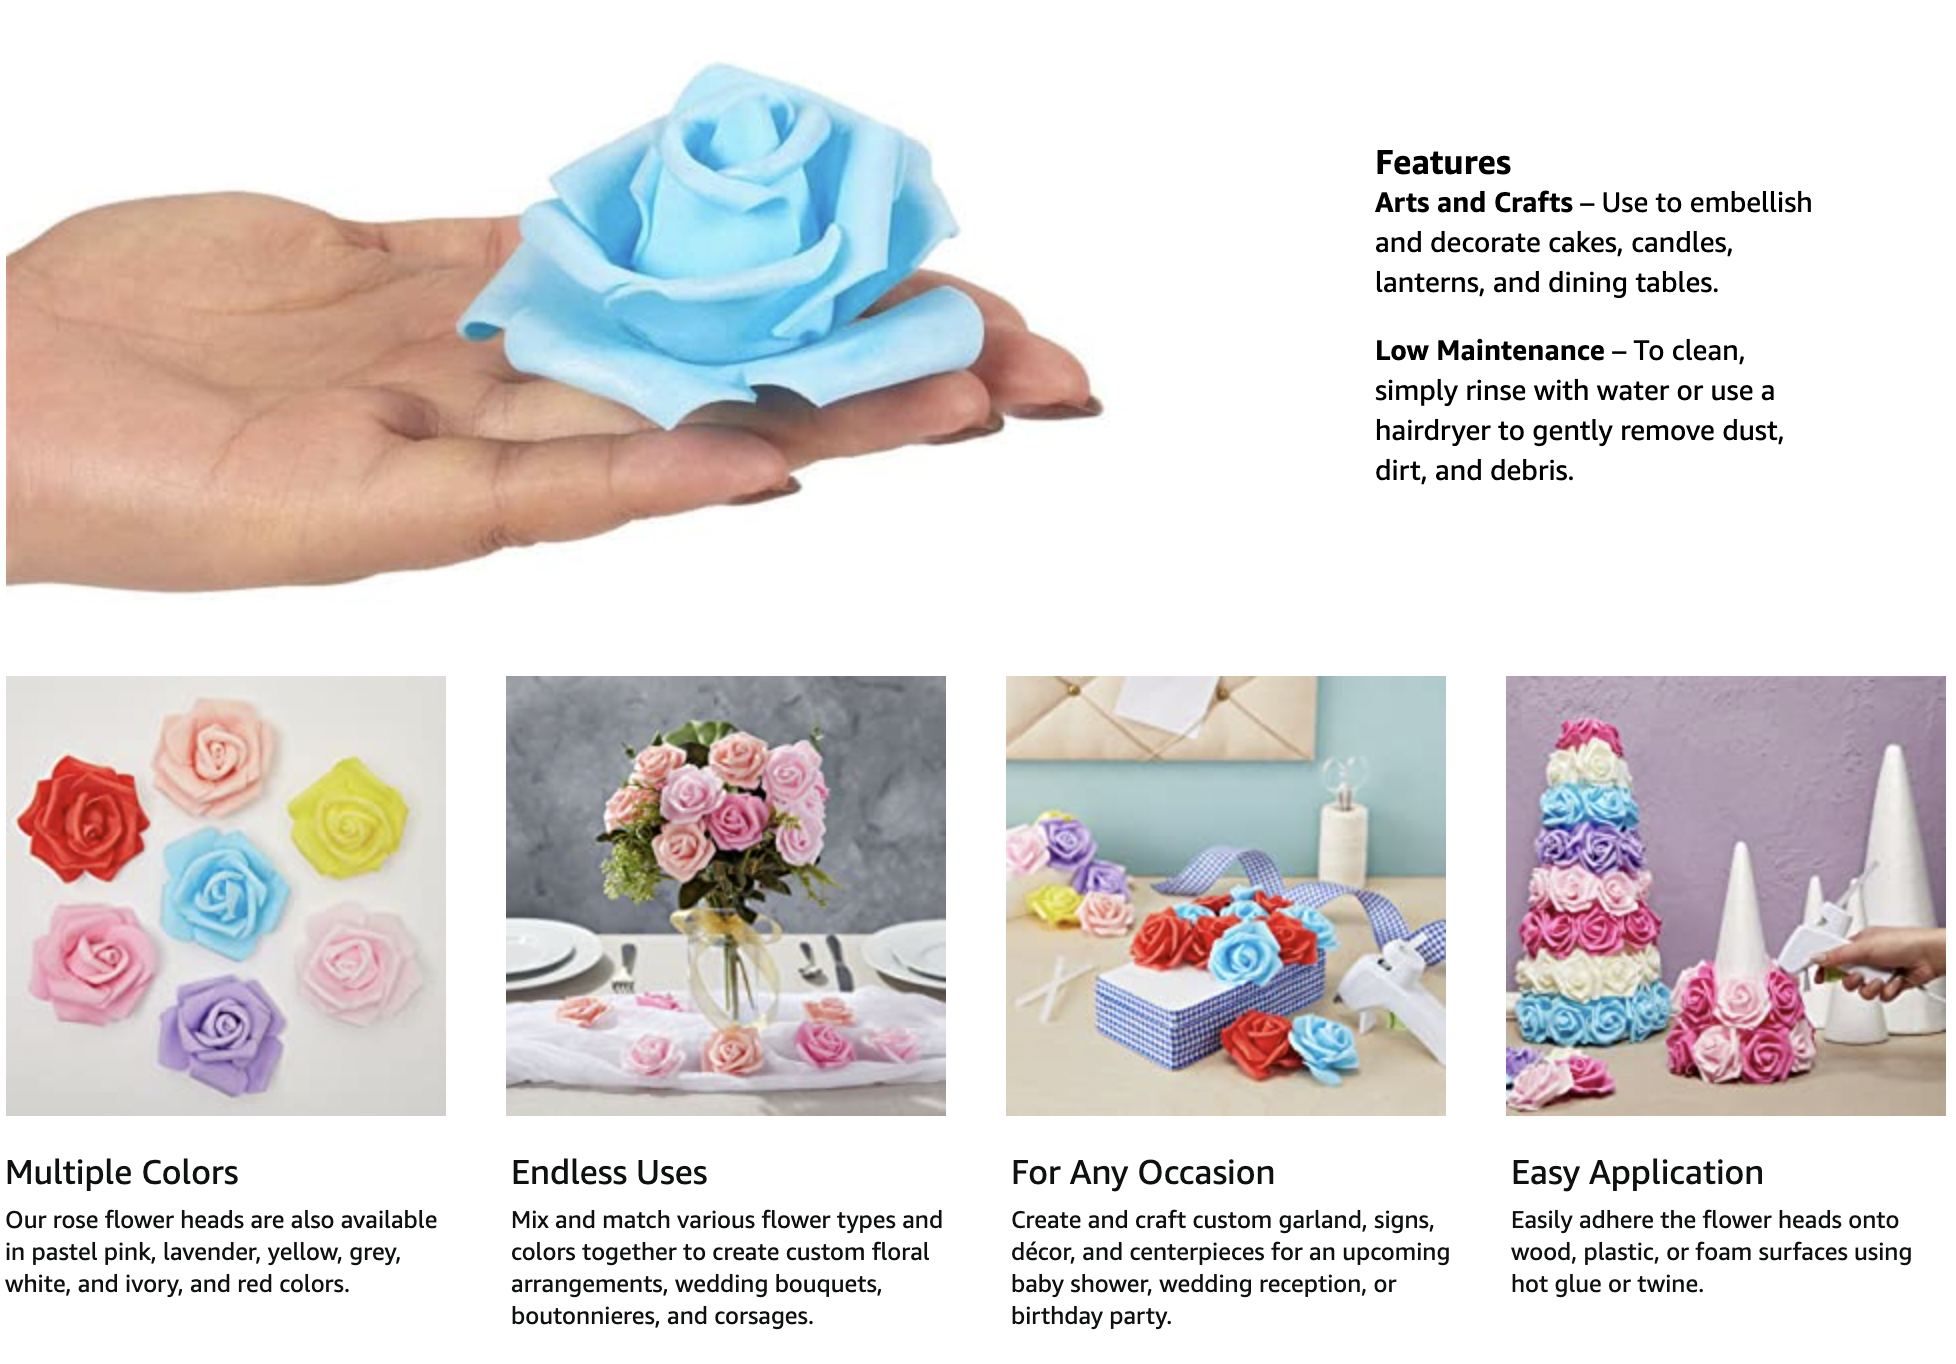 Features
Arts and Crafts – Use to embellish
and decorate cakes, candles,
lanterns, and dining tables.
Low Maintenance – To clean,
simply rinse with water or use a
hairdryer to gently remove dust,
dirt, and debris.
Multiple Colors
Our rose flower heads are also available
in pastel pink, lavender, yellow, grey,
white, and ivory, and red colors.
Endless Uses
Mix and match various flower types and
colors together to create custom floral
arrangements, wedding bouquets,
boutonnieres, and corsages.
For Any Occasion
Create and craft custom garland, signs,
décor, and centerpieces for an upcoming
baby shower, wedding reception, or
birthday party.
Easy Application
Easily adhere the flower heads onto
wood, plastic, or foam surfaces using
hot glue or twine.